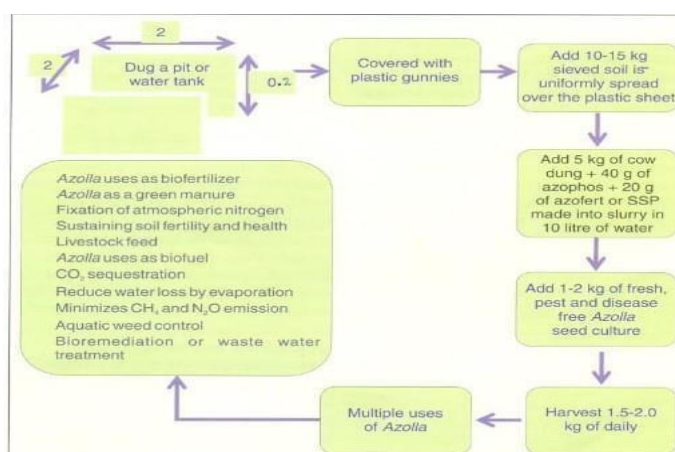 2
2
Dug a pit or
water tank
0.2
Covered with
plastic gunnies
Add 10-15 kg
sieved soil is
uniformly spread
over the plastic sheet
Add 5 kg of cow
dung + 40 g of
azophos + 20 g
of azofert or SSP
made into slurry in
10 litre of water
Add 1-2 kg of fresh,
pest and disease
free Azolla
seed culture
Harvest 1.5-2.0
kg of daily
Multiple uses
of Azolla
Azolla uses as biofertilizer
Azolla as a green manure
Fixation of atmospheric nitrogen
Sustaining soil fertility and health
Livestock feed
Azolla uses as biofuel
CO₂ sequestration
Reduce water loss by evaporation
Minimizes CH₄ and N₂O emission
Aquatic weed control
Bioremediation or waste water
treatment